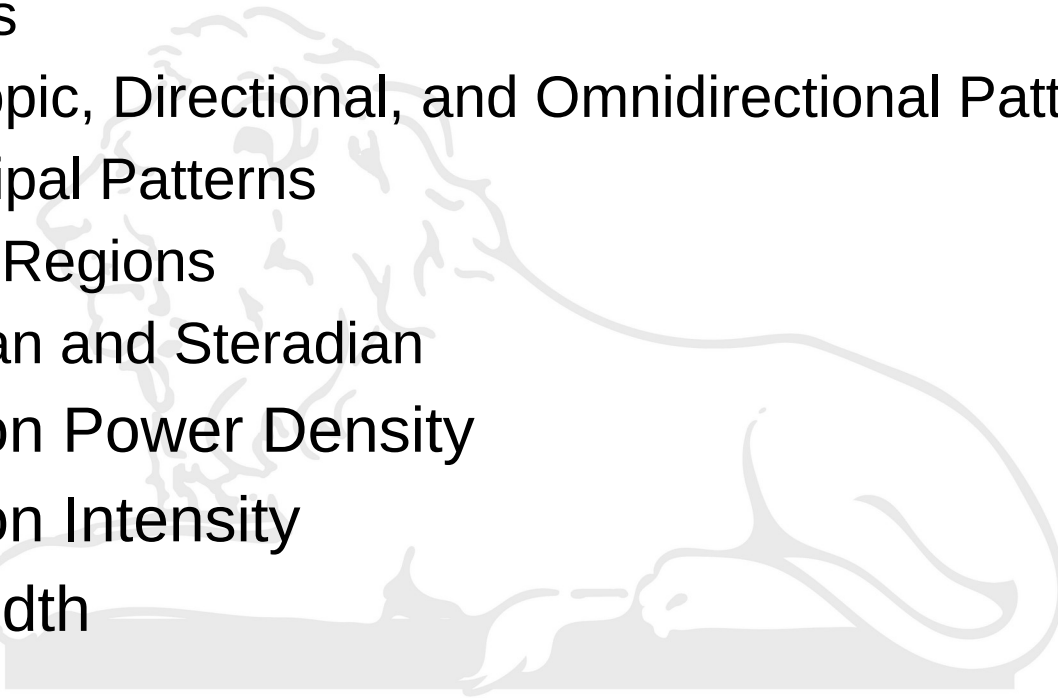 s
opic, Directional, and Omnidirectional Patt
ipal Patterns
Regions
an and Steradian
on Power Density
on Intensity
dth